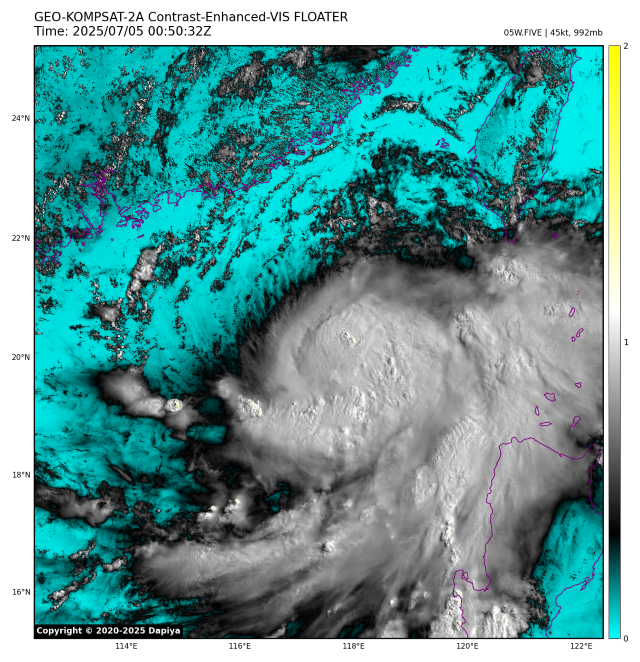 GEO-KOMPSAT-2A Contrast-Enhanced-VIS FLOATER
Time: 2025/07/05 00:50:32Z
05W.FIVE | 45kt, 992mb
24°N
22°N
20°N
18°N
16°N
114°E
116°E
118°E
120°E
122°E
2
1
0
Copyright © 2020-2025 Dapiya